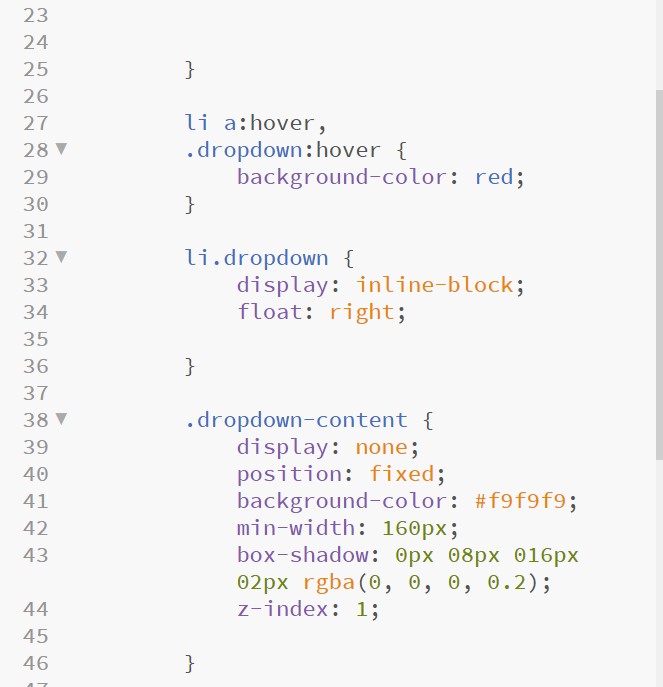 23
24
25 }
26
27 li a:hover,
28 .dropdown:hover {
29 background-color: red;
30 }
31
32 li.dropdown {
33 display: inline-block;
34 float: right;
35
36 }
37
38 .dropdown-content {
39 display: none;
40 position: fixed;
41 background-color: #f9f9f9;
42 min-width: 160px;
43 box-shadow: 0px 08px 016px
02px rgba(0, 0, 0, 0.2);
44 z-index: 1;
45
46 }
47